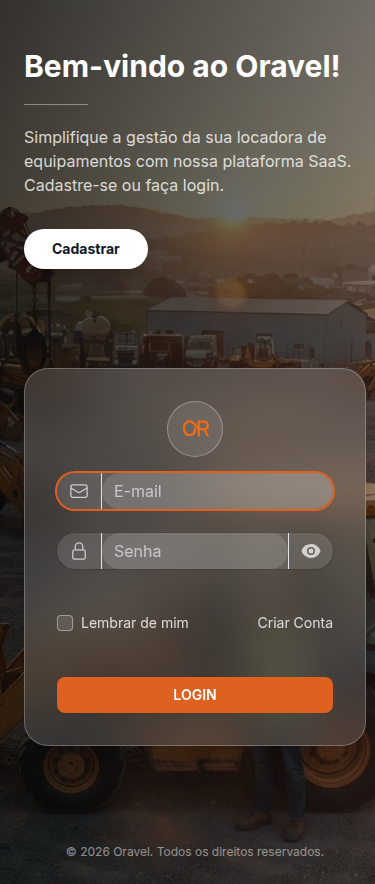 Bem-vindo ao Oravel!
Simplifique a gestão da sua locadora de
equipamentos com nossa plataforma SaaS.
Cadastre-se ou faça login.
Cadastrar
OR
E-mail
Senha
Lembrar de mim Criar Conta
LOGIN
© 2026 Oravel. Todos os direitos reservados.